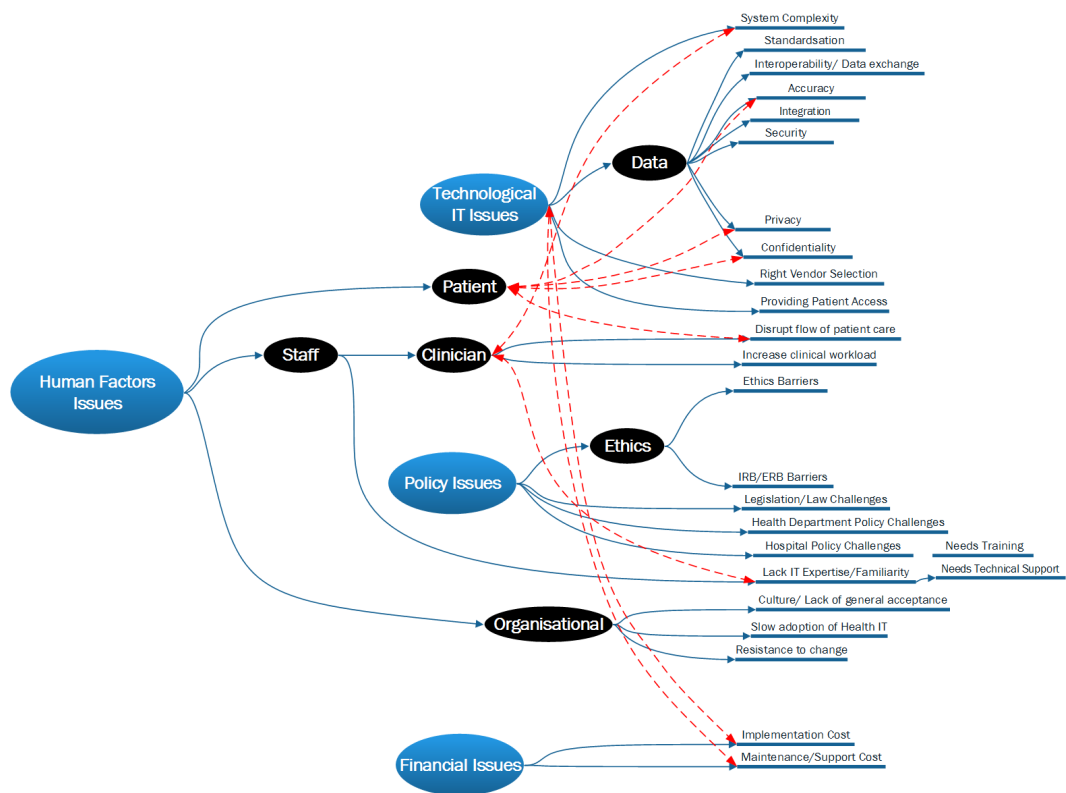 System Complexity
Standardsation
Interoperability/ Data exchange
Accuracy
Integration
Security
Data
Technological
IT Issues
Privacy
Confidentiality
Right Vendor Selection
Patient
Providing Patient Access
Disrupt flow of patient care
Staff
Clinician
Increase clinical workload
Human Factors
Issues
Ethics Barriers
Ethics
IRB/ERB Barriers
Policy Issues
Legislation/Law Challenges
Health Department Policy Challenges
Hospital Policy Challenges
Needs Training
Lack IT Expertise/Familiarity
Needs Technical Support
Culture/ Lack of general acceptance
Organisational
Slow adoption of Health IT
Resistance to change
Implementation Cost
Financial Issues
Maintenance/Support Cost